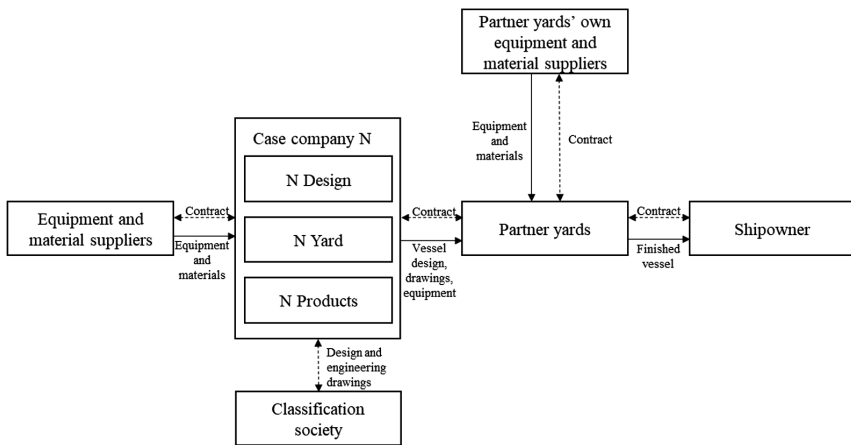 Partner yards' own
equipment and
material suppliers
Equipment
and
materials
Contract
Case company N
N Design
N Yard
N Products
Equipment and
material suppliers
Contract
Equipment
and
materials
Contract
Vessel
design,
drawings,
equipment
Partner yards
Contract
Finished
vessel
Shipowner
Design and
engineering
drawings
Classification
society